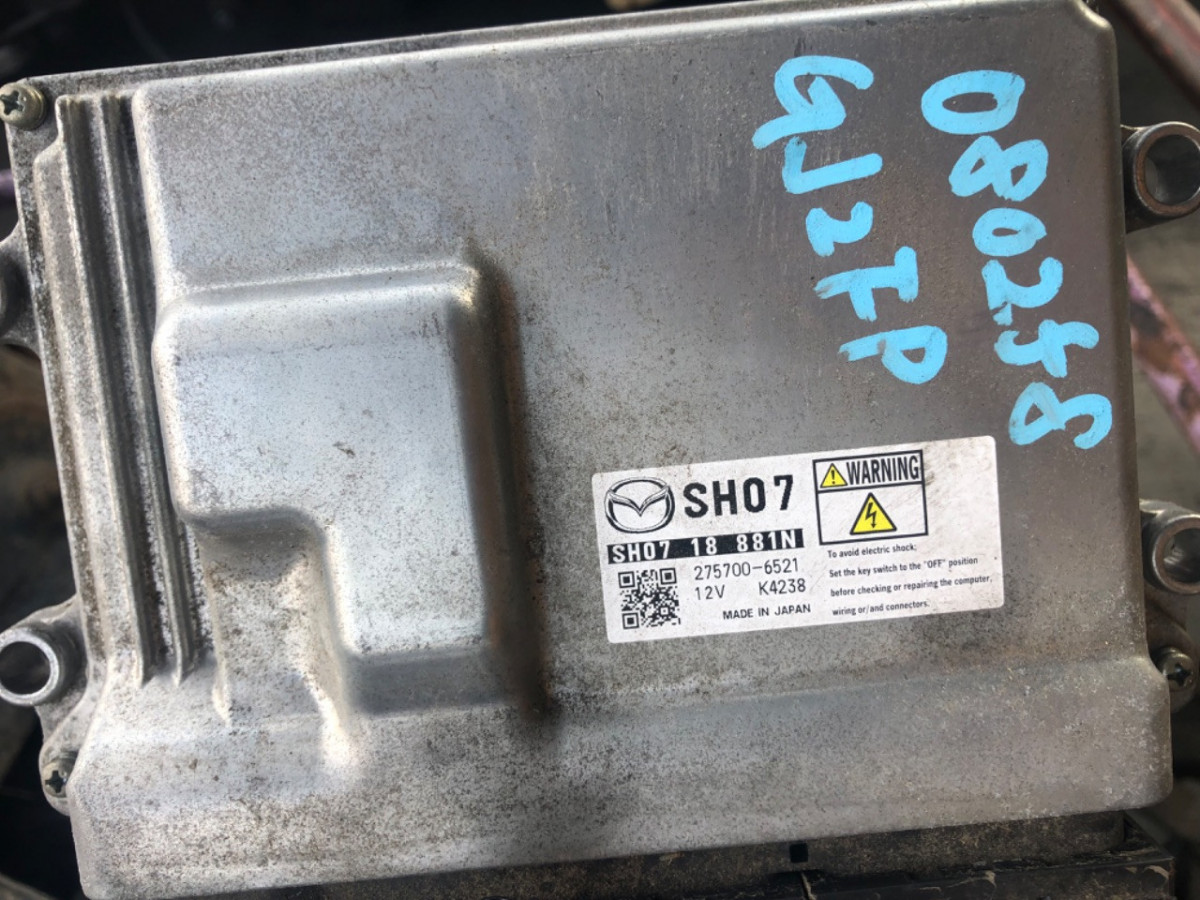 GJ2FP
080258
SH07
SH07 18 881N
275700-6521
12V K4238
MADE IN JAPAN
WARNING
To avoid electric shock;
Set the key switch to the "OFF" position
before checking or repairing the computer,
wiring or/and connectors.